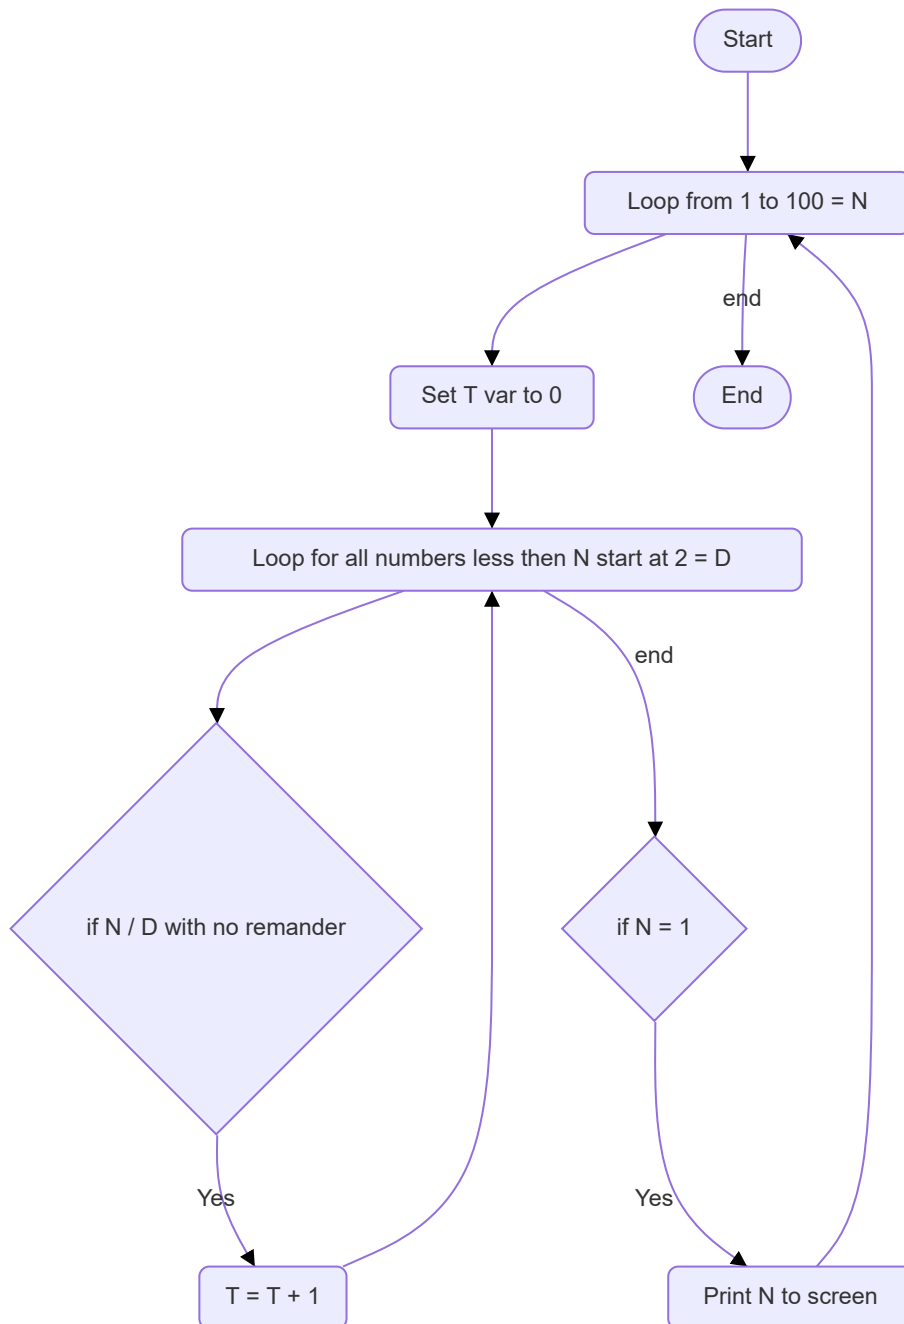 Start
Loop from 1 to 100 = N
end
Set T var to 0
End
Loop for all numbers less then N start at 2 = D
end
if N / D with no remander
if N = 1
Yes
Yes
T = T + 1
Print N to screen